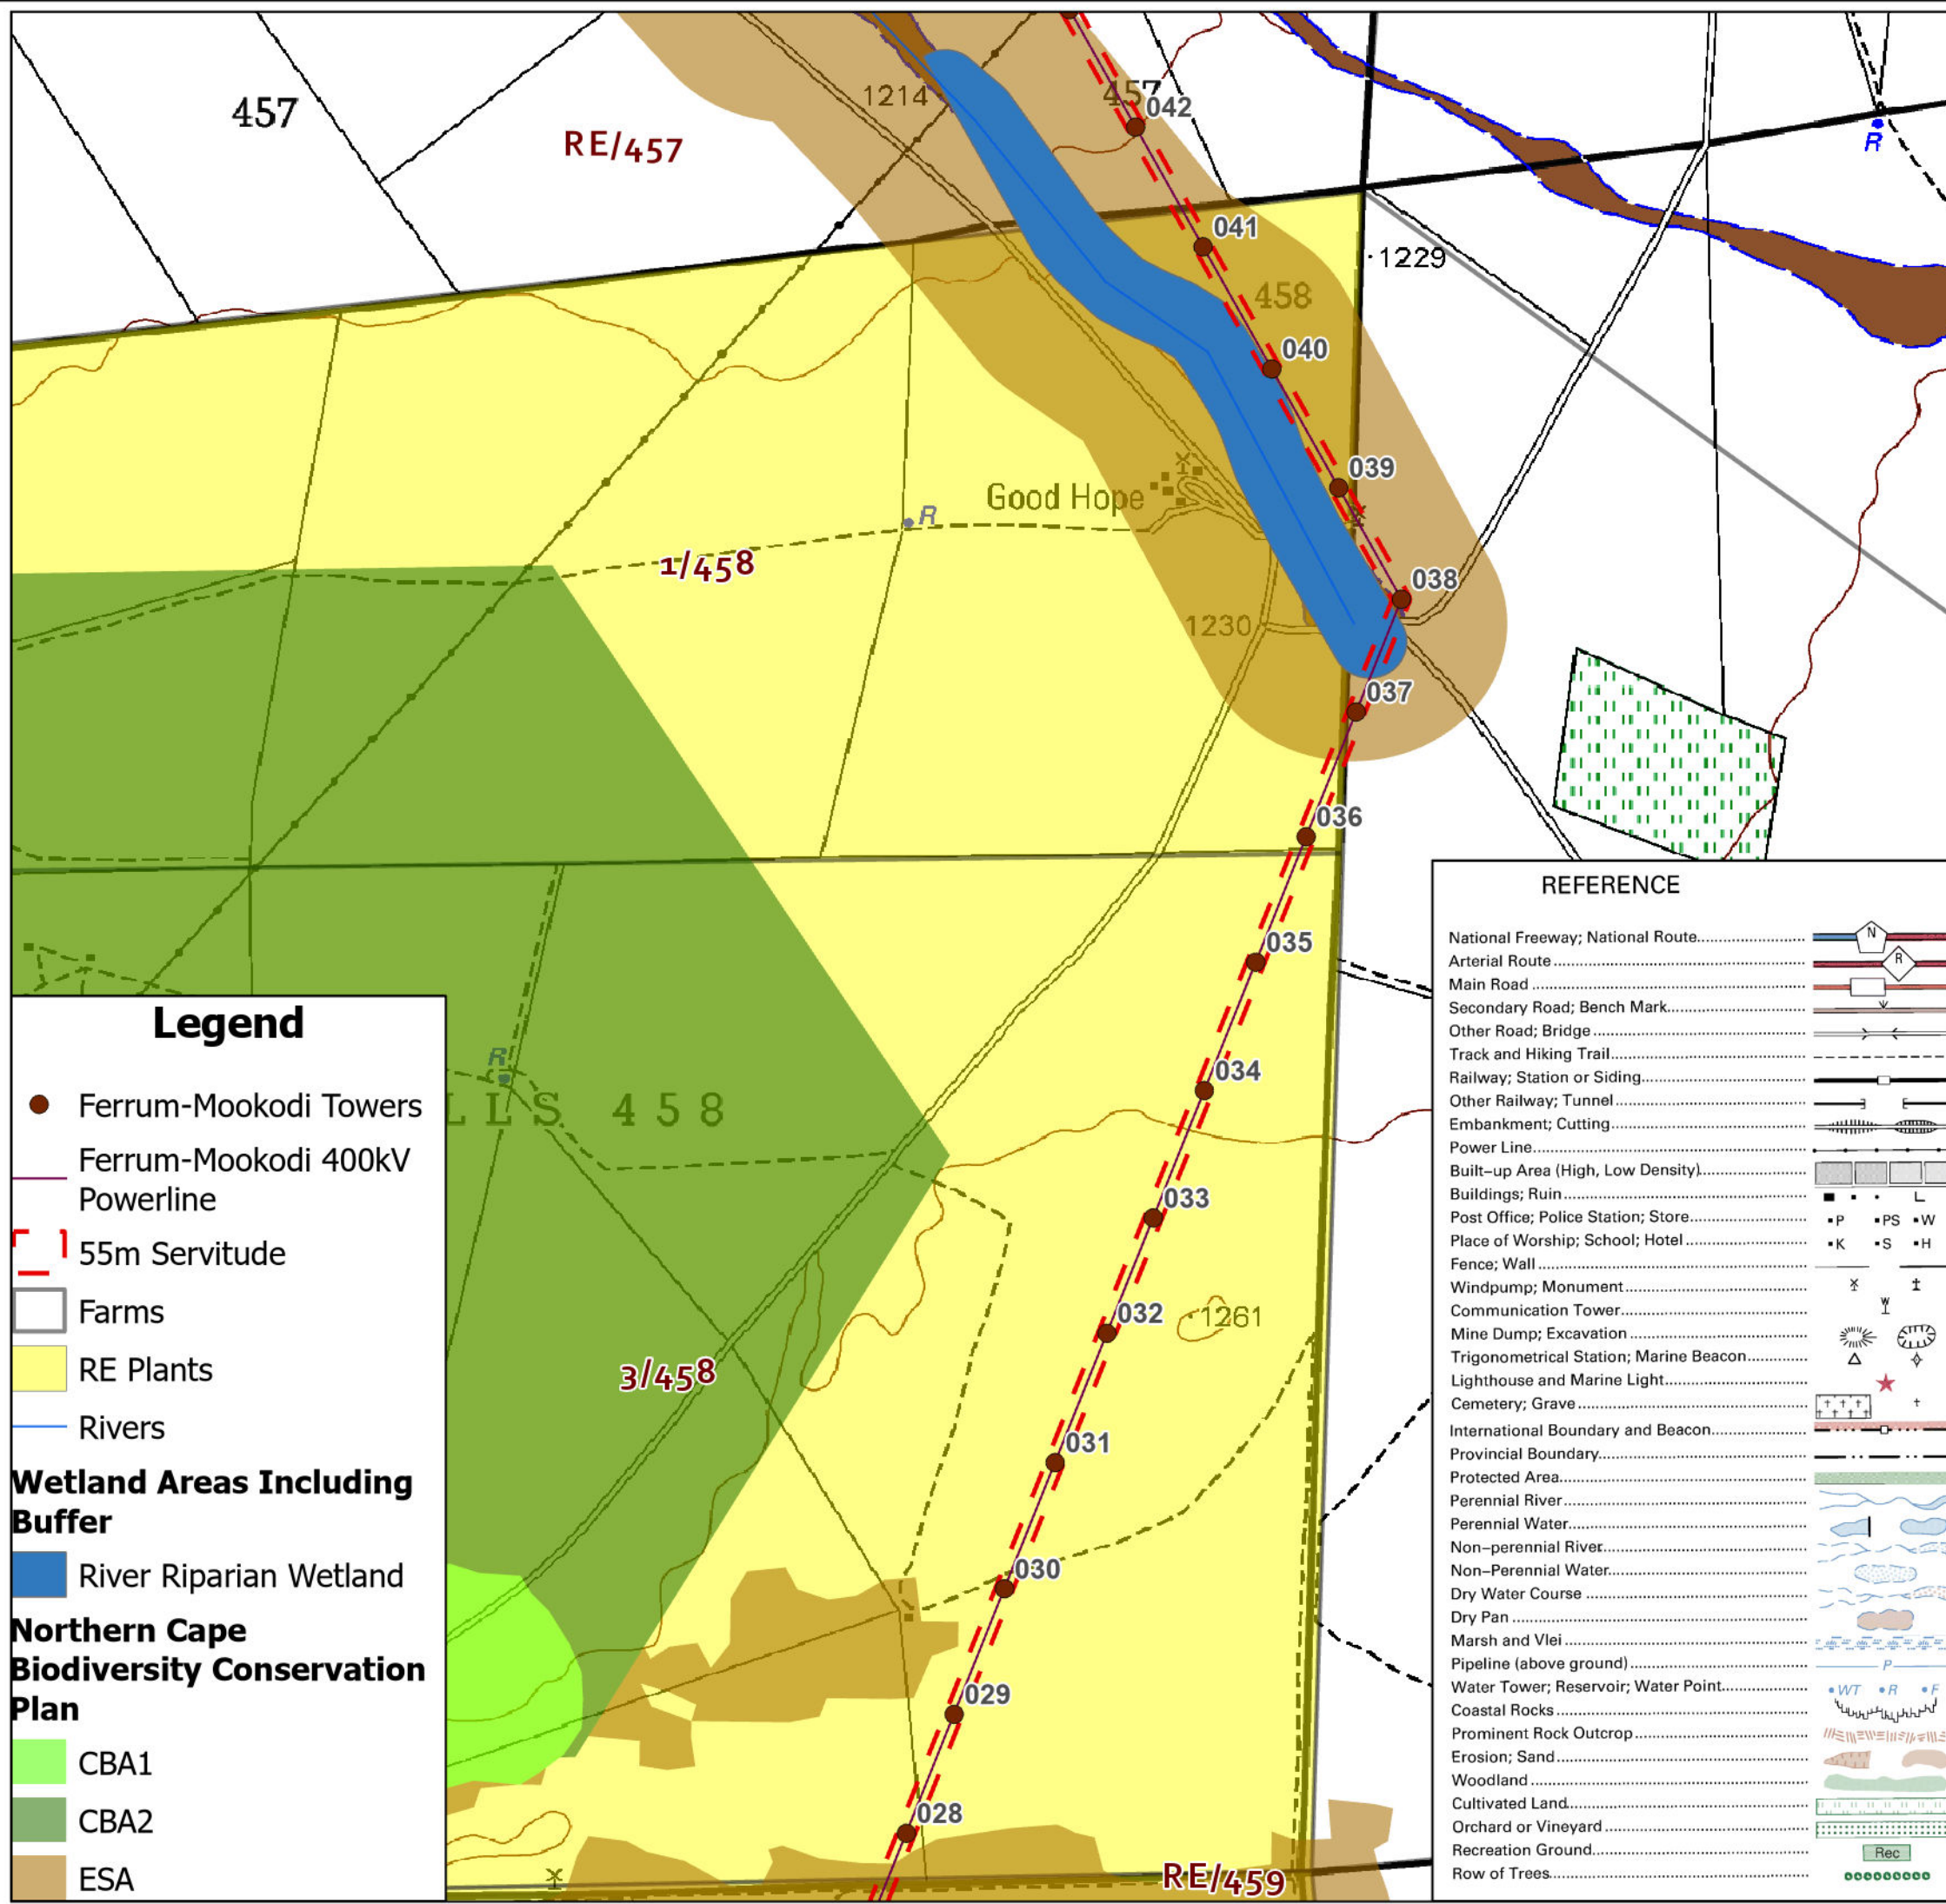 457
RE/457
1214
457
042
R
041
1229
458
040
039
Good Hope
R
1/458
038
1230
037
036
035
034
R
LLS 458
033
032
1261
3/458
031
030
029
028
RE/459
Legend
Ferrum-Mookodi Towers
Ferrum-Mookodi 400kV
Powerline
55m Servitude
Farms
RE Plants
Rivers
Wetland Areas Including
Buffer
River Riparian Wetland
Northern Cape
Biodiversity Conservation
Plan
CBA1
CBA2
ESA
REFERENCE
National Freeway; National Route N
Arterial Route R
Main Road
Secondary Road; Bench Mark
Other Road; Bridge
Track and Hiking Trail
Railway; Station or Siding
Other Railway; Tunnel
Embankment; Cutting
Power Line
Built-up Area (High, Low Density)
Buildings; Ruin
Post Office; Police Station; Store P PS W
Place of Worship; School; Hotel K S H
Fence; Wall
Windpump; Monument
Communication Tower
Mine Dump; Excavation
Trigonometrical Station; Marine Beacon
Lighthouse and Marine Light
Cemetery; Grave
International Boundary and Beacon
Provincial Boundary
Protected Area
Perennial River
Perennial Water
Non-perennial River
Non-Perennial Water
Dry Water Course
Dry Pan
Marsh and Vlei
Pipeline (above ground) P
Water Tower; Reservoir; Water Point WT R F
Coastal Rocks
Prominent Rock Outcrop
Erosion; Sand
Woodland
Cultivated Land
Orchard or Vineyard
Recreation Ground Rec
Row of Trees